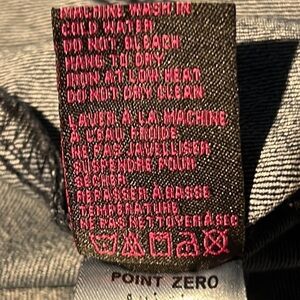 MACHINE WASH IN
COLD WATER
DO NOT BLEACH
HANG TO DRY
IRON AT LOW HEAT
DO NOT DRY CLEAN
LAVER À LA MACHINE
À L'EAU FROIDE
NE PAS JAVELLISER
SUSPENDRE POUR
SECHER
REPASSER À BASSE
TEMPERATURE
NE PAS NETTOYER À SEC
POINT ZERO